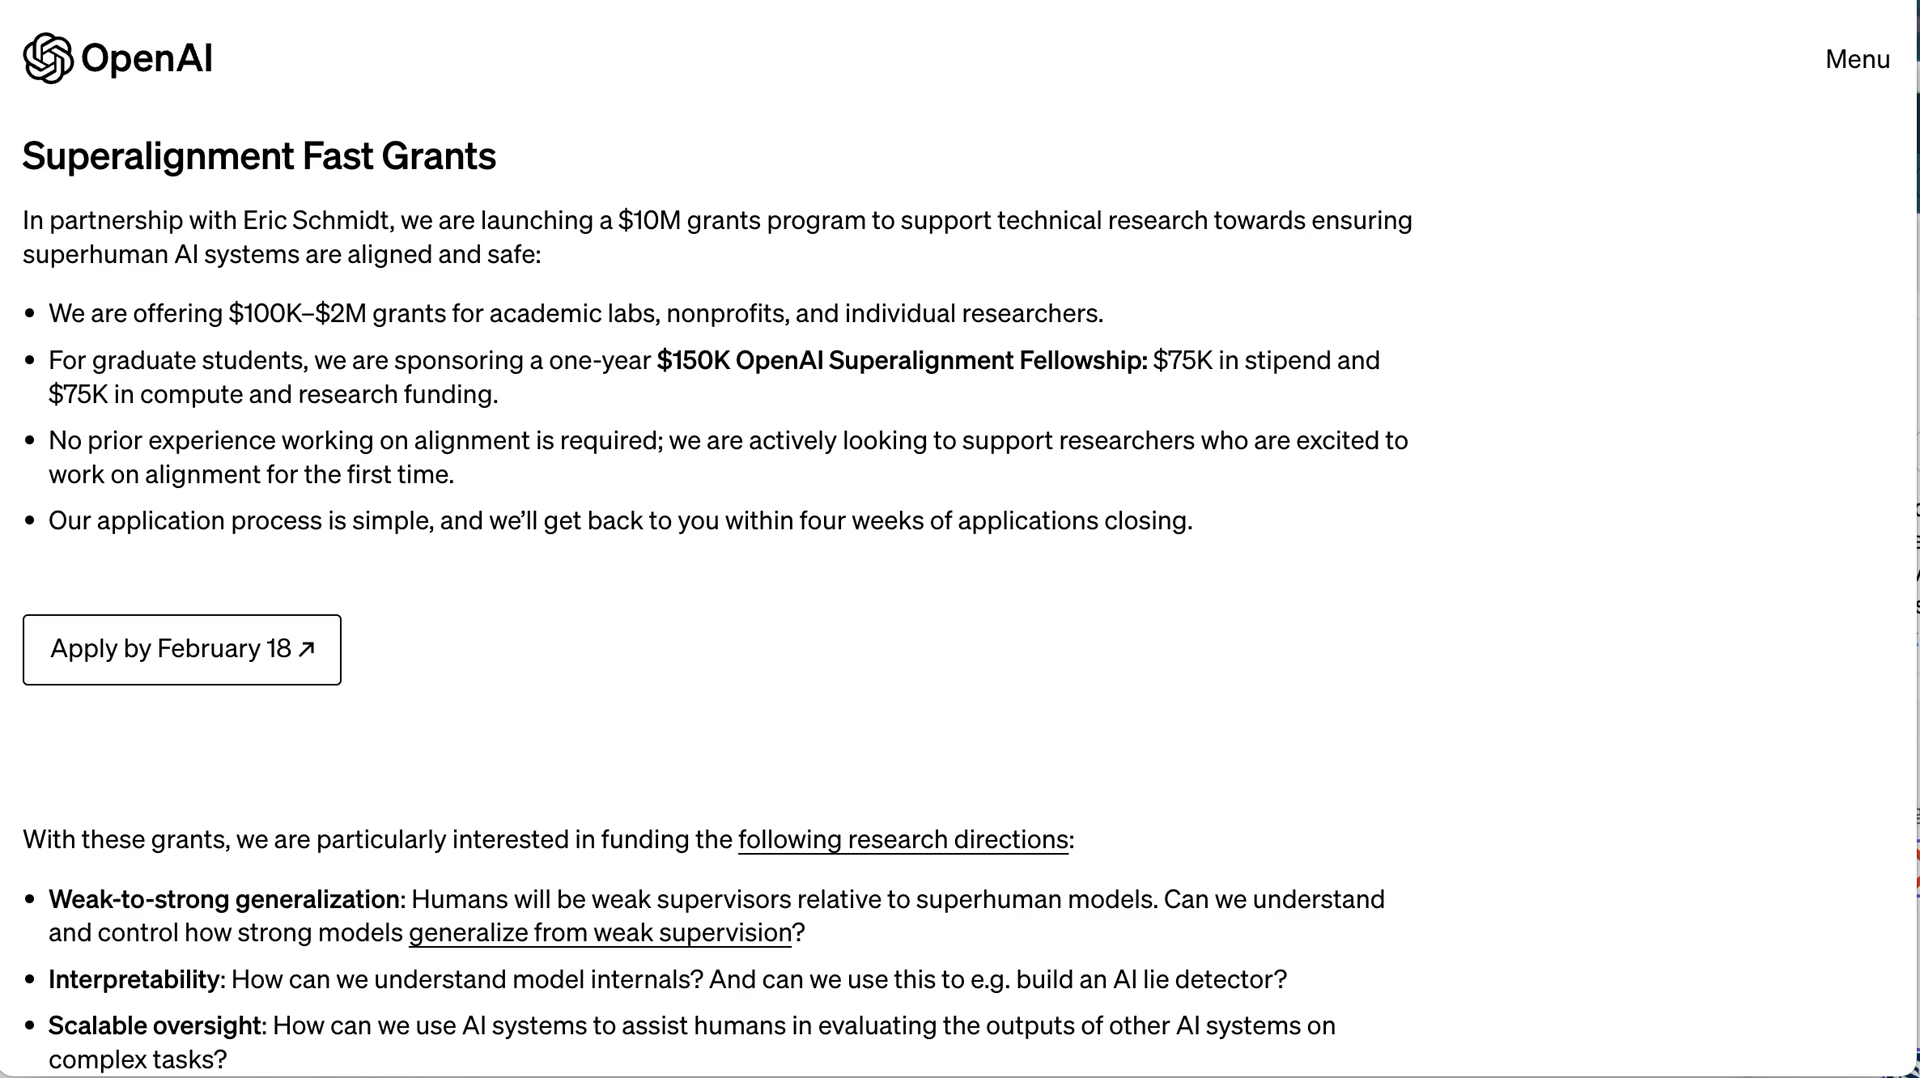 OpenAI
Menu
Superalignment Fast Grants
In partnership with Eric Schmidt, we are launching a $10M grants program to support technical research towards ensuring
superhuman AI systems are aligned and safe:
• We are offering $100K–$2M grants for academic labs, nonprofits, and individual researchers.
• For graduate students, we are sponsoring a one-year $150K OpenAI Superalignment Fellowship: $75K in stipend and
$75K in compute and research funding.
• No prior experience working on alignment is required; we are actively looking to support researchers who are excited to
work on alignment for the first time.
• Our application process is simple, and we’ll get back to you within four weeks of applications closing.
Apply by February 18 ↗
With these grants, we are particularly interested in funding the following research directions:
• Weak-to-strong generalization: Humans will be weak supervisors relative to superhuman models. Can we understand
and control how strong models generalize from weak supervision?
• Interpretability: How can we understand model internals? And can we use this to e.g. build an AI lie detector?
• Scalable oversight: How can we use AI systems to assist humans in evaluating the outputs of other AI systems on
complex tasks?